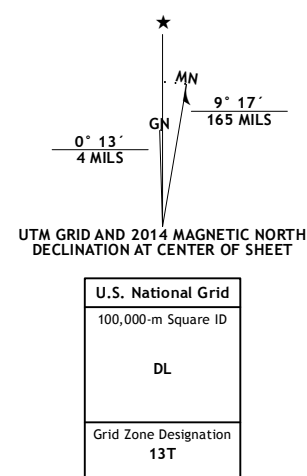 ★
MN
GN
9° 17´
165 MILS
0° 13´
4 MILS
UTM GRID AND 2014 MAGNETIC NORTH
DECLINATION AT CENTER OF SHEET
U.S. National Grid
100,000-m Square ID
DL
Grid Zone Designation
13T